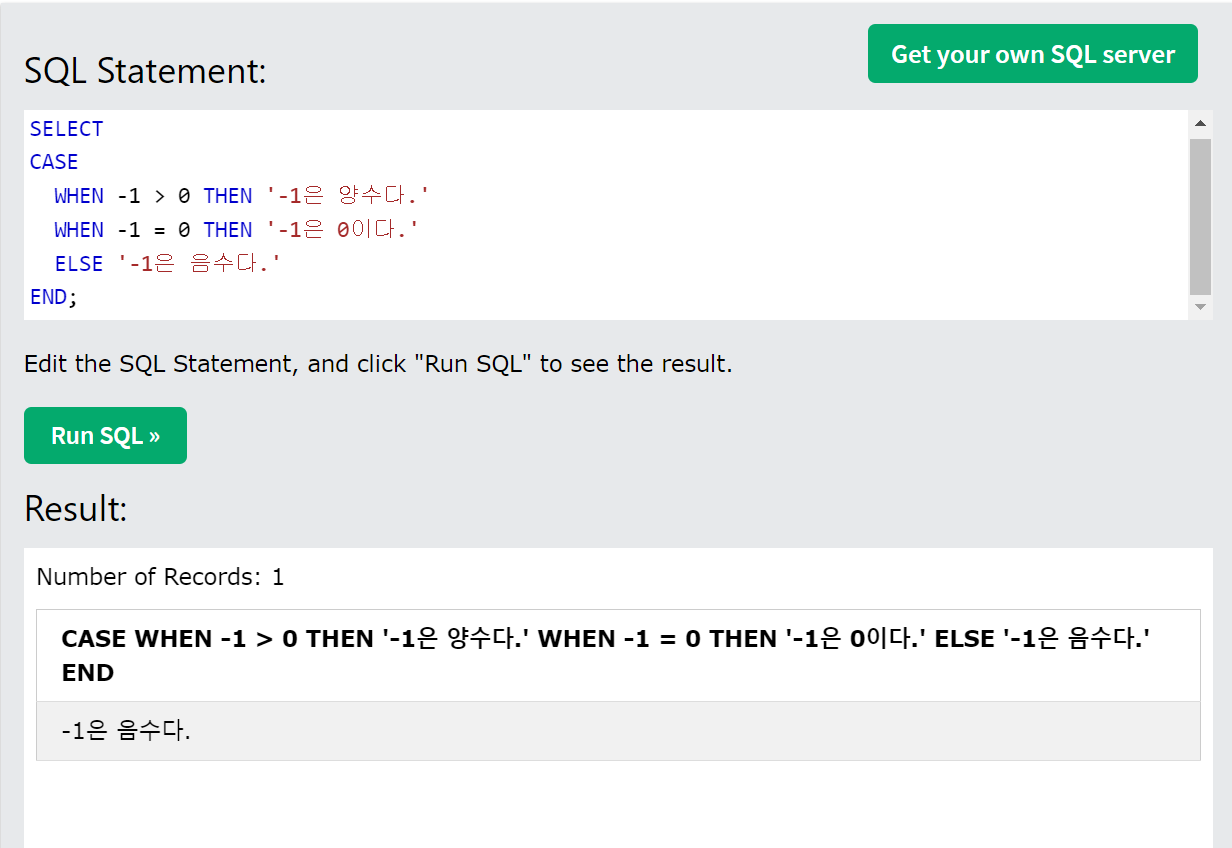 Get your own SQL server
SQL Statement:
SELECT
CASE
WHEN -1 > 0 THEN '-1은 양수다.'
WHEN -1 = 0 THEN '-1은 0이다.'
ELSE '-1은 음수다.'
END;
Edit the SQL Statement, and click "Run SQL" to see the result.
Run SQL »
Result:
Number of Records: 1
CASE WHEN -1 > 0 THEN '-1은 양수다.' WHEN -1 = 0 THEN '-1은 0이다.' ELSE '-1은 음수다.'
END
-1은 음수다.